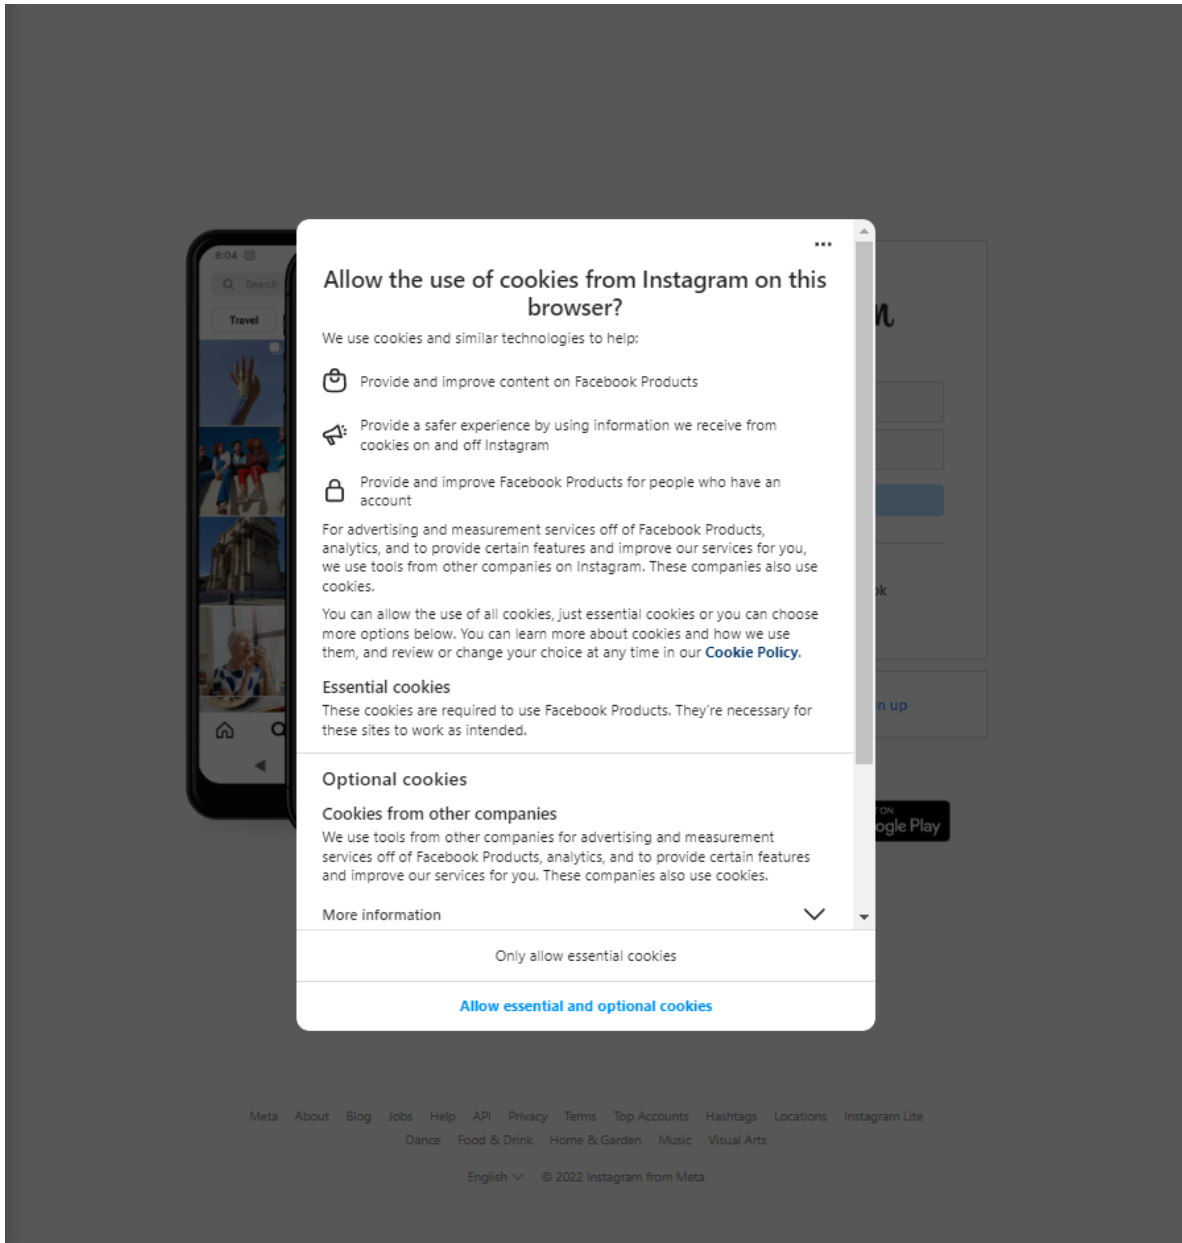 8:04
Search
Travel
...
Allow the use of cookies from Instagram on this
browser?
We use cookies and similar technologies to help:
Provide and improve content on Facebook Products
Provide a safer experience by using information we receive from
cookies on and off Instagram
Provide and improve Facebook Products for people who have an
account
For advertising and measurement services off of Facebook Products,
analytics, and to provide certain features and improve our services for you,
we use tools from other companies on Instagram. These companies also use
cookies.
You can allow the use of all cookies, just essential cookies or you can choose
more options below. You can learn more about cookies and how we use
them, and review or change your choice at any time in our Cookie Policy.
Essential cookies
These cookies are required to use Facebook Products. They're necessary for
these sites to work as intended.
Optional cookies
Cookies from other companies
We use tools from other companies for advertising and measurement
services off of Facebook Products, analytics, and to provide certain features
and improve our services for you. These companies also use cookies.
More information
Only allow essential cookies
Allow essential and optional cookies
m
ok
n up
ON
ogle Play
Meta About Blog Jobs Help API Privacy Terms Top Accounts Hashtags Locations Instagram Lite
Dance Food & Drink Home & Garden Music Visual Arts
English © 2022 Instagram from Meta